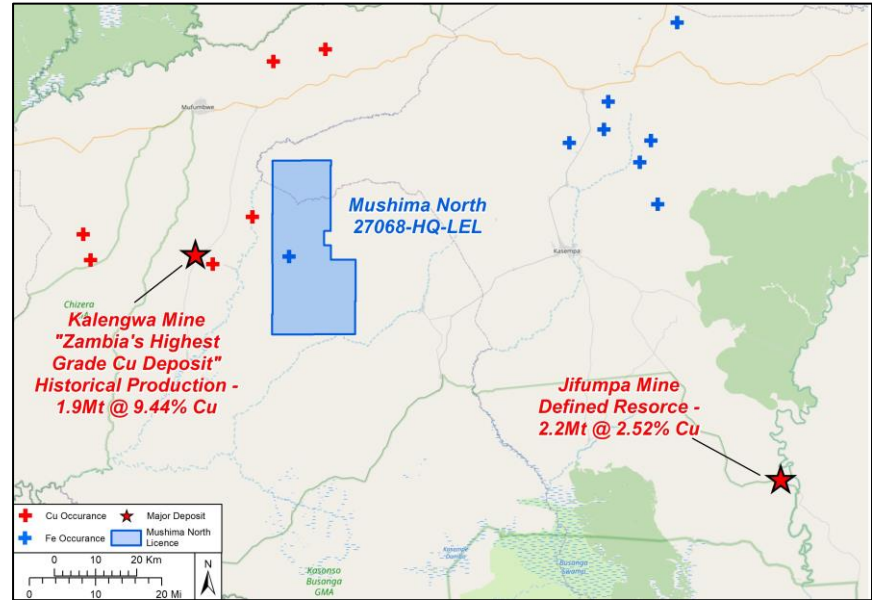 Mufumbwe
Mushima North
27068-HQ-LEL
Kasempa
Chizera
Kalengwa Mine
"Zambia's Highest
Grade Cu Deposit"
Historical Production -
1.9Mt @ 9.44% Cu
Jifumpa Mine
Defined Resorce -
2.2Mt @ 2.52% Cu
Cu Occurance
Major Deposit
Fe Occurance
Mushima North
Licence
0 10 20 Km
0 10 20 Mi
N
Kasonso
Busanga
GMA
Busanga
Swamp